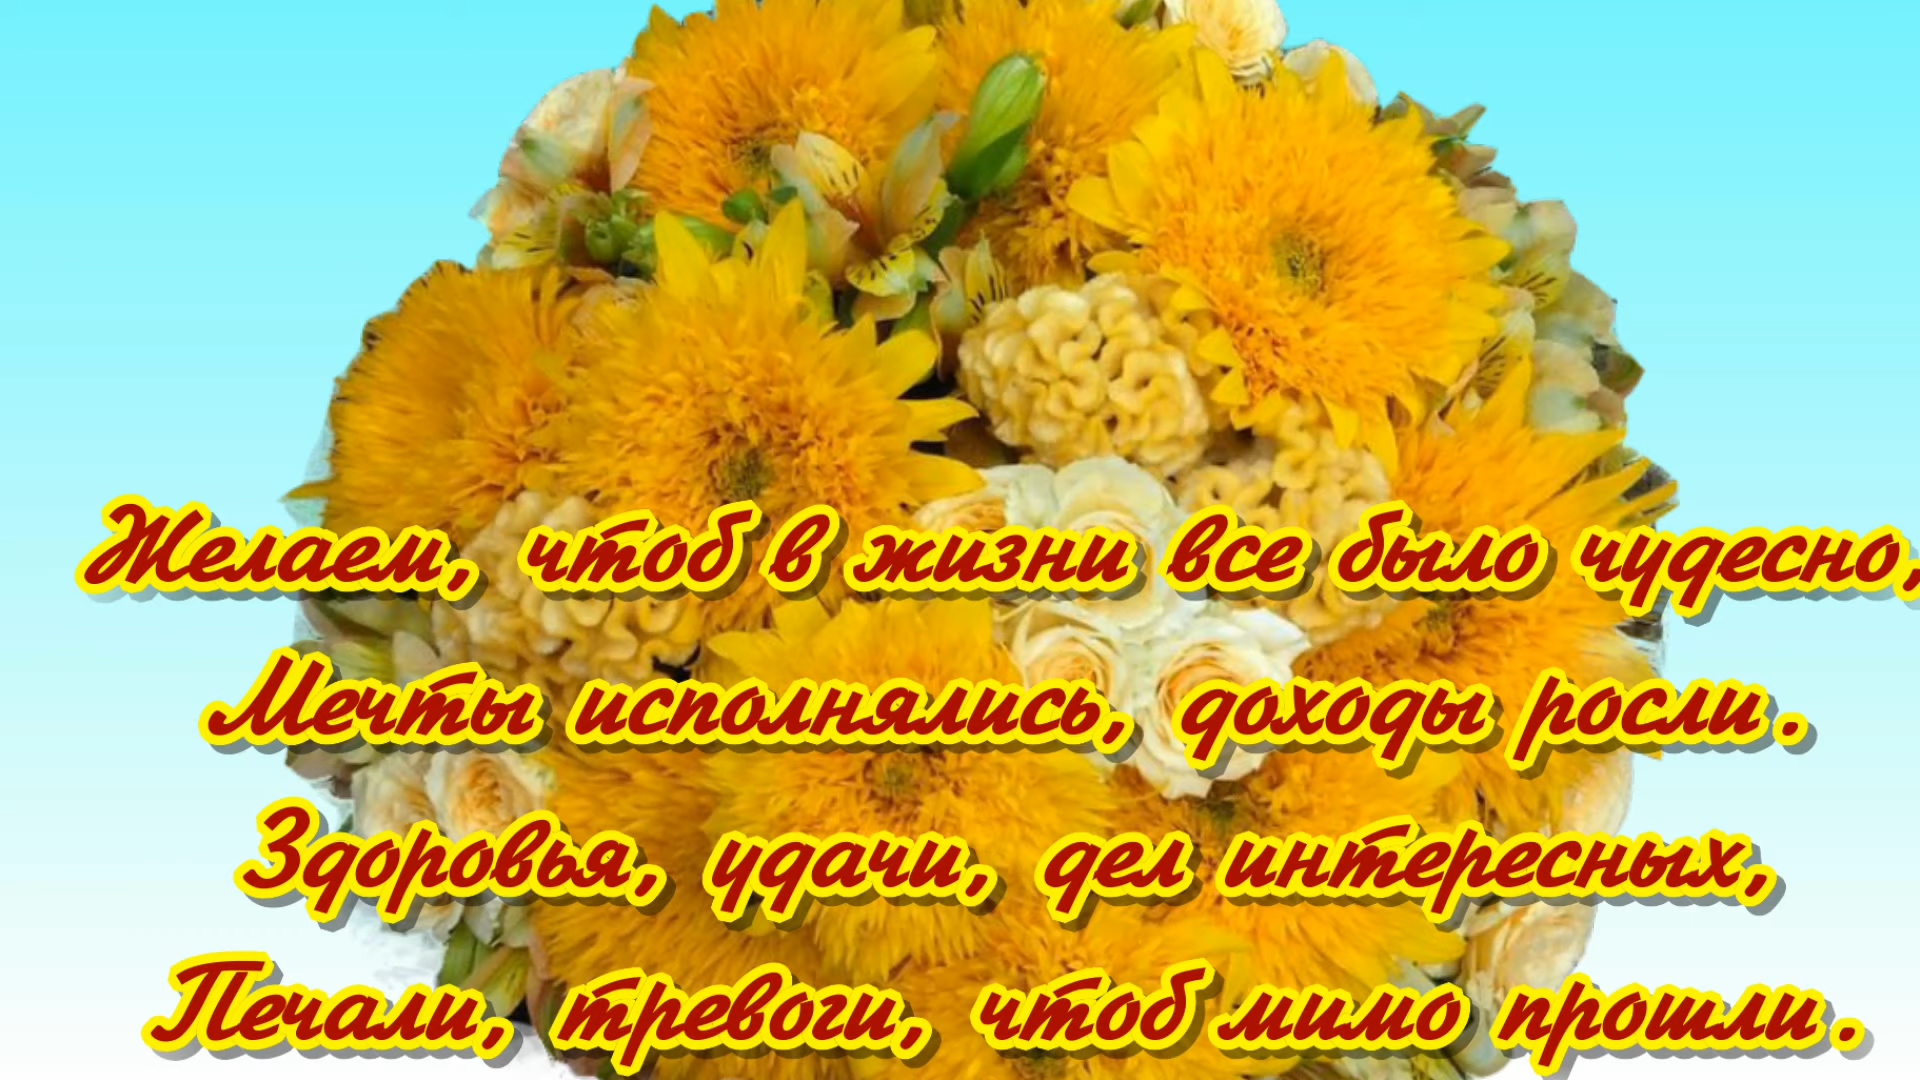 Желаем, чтоб в жизни все было чудесно,
Мечты исполнялись, доходы росли.
Здоровья, удачи, дел интересных,
Печали, тревоги, чтоб мимо прошли.